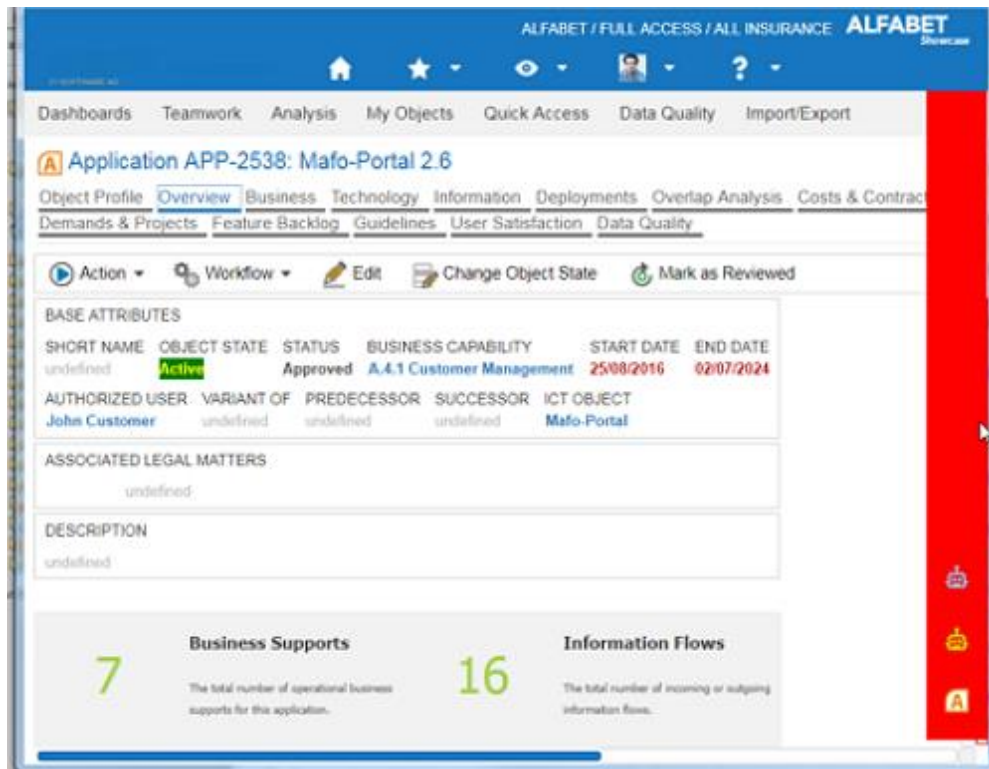 ALFABET / FULL ACCESS / ALL INSURANCE ALFABET
Showcase
Dashboards Teamwork Analysis My Objects Quick Access Data Quality Import/Export
A Application APP-2538: Mafo-Portal 2.6
Object Profile Overview Business Technology Information Deployments Overlap Analysis Costs & Contract
Demands & Projects Feature Backlog Guidelines User Satisfaction Data Quality
Action Workflow Edit Change Object State Mark as Reviewed
BASE ATTRIBUTES
SHORT NAME OBJECT STATE STATUS BUSINESS CAPABILITY START DATE END DATE
undefined Active Approved A.4.1 Customer Management 25/08/2016 02/07/2024
AUTHORIZED USER VARIANT OF PREDECESSOR SUCCESSOR ICT OBJECT
John Customer undefined undefined undefined Mafo-Portal
ASSOCIATED LEGAL MATTERS
undefined
DESCRIPTION
undefined
7 Business Supports 16 Information Flows
The total number of operational business The total number of incoming or outgoing
supports for this application. information flows.
A